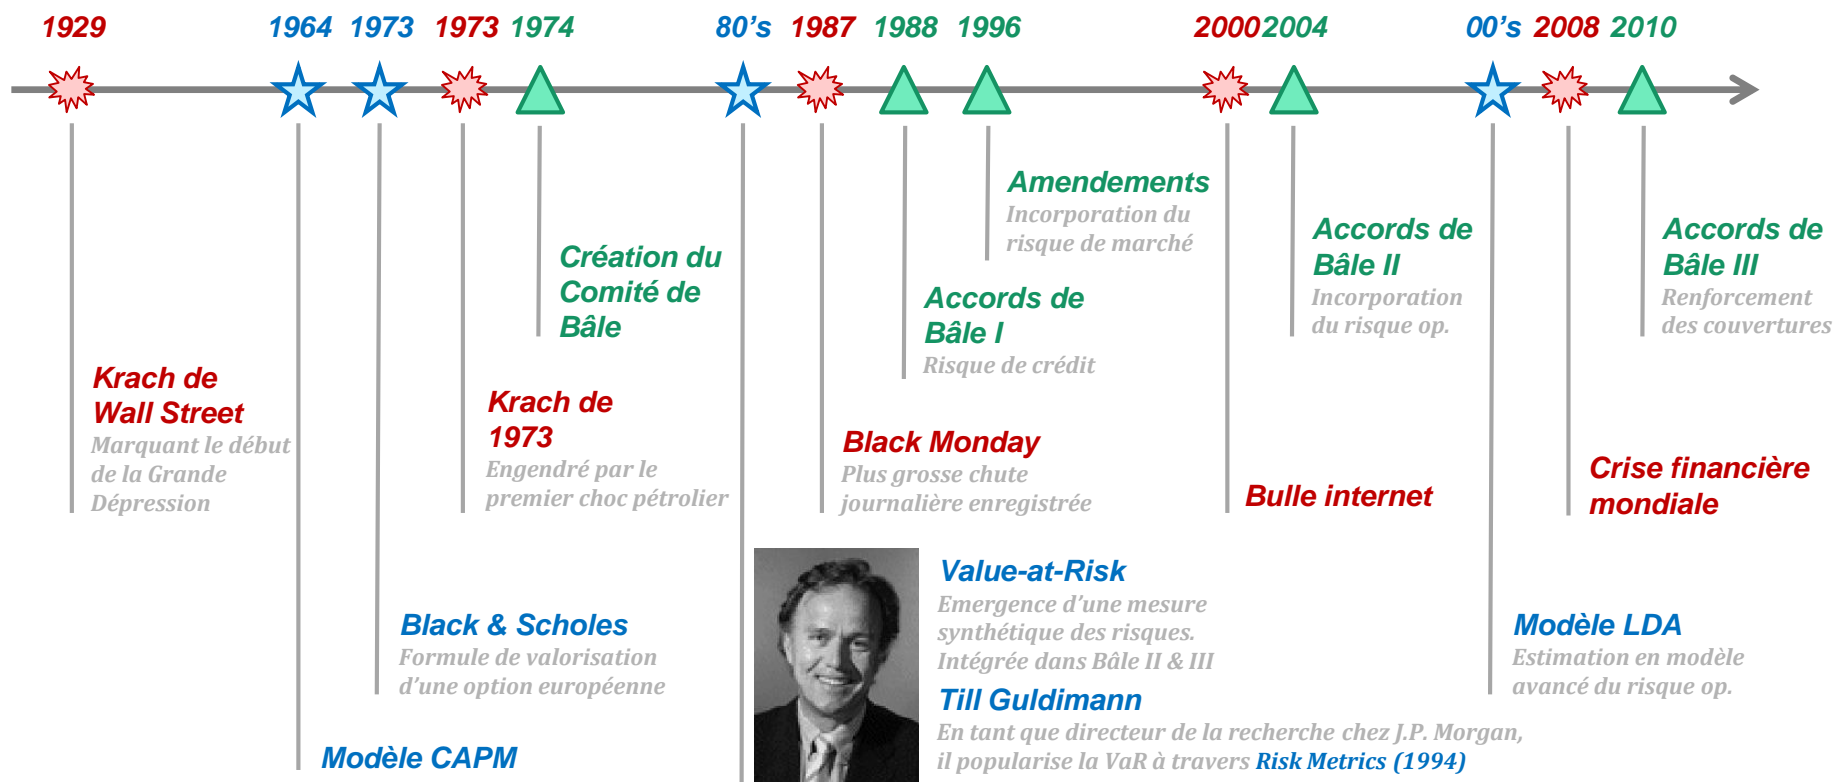 1929 1964 1973 1973 1974 80's 1987 1988 1996 2000 2004 00's 2008 2010
Krach de
Wall Street
Marquant le début
de la Grande
Dépression
Modèle CAPM
Black & Scholes
Formule de valorisation
d'une option européenne
Krach de
1973
Engendré par le
premier choc pétrolier
Création du
Comité de
Bâle
Value-at-Risk
Emergence d'une mesure
synthétique des risques.
Intégrée dans Bâle II & III
Till Guldimann
En tant que directeur de la recherche chez J.P. Morgan,
il popularise la VaR à travers Risk Metrics (1994)
Black Monday
Plus grosse chute
journalière enregistrée
Accords de
Bâle I
Risque de crédit
Amendements
Incorporation du
risque de marché
Bulle internet
Accords de
Bâle II
Incorporation
du risque op.
Modèle LDA
Estimation en modèle
avancé du risque op.
Crise financière
mondiale
Accords de
Bâle III
Renforcement
des couvertures